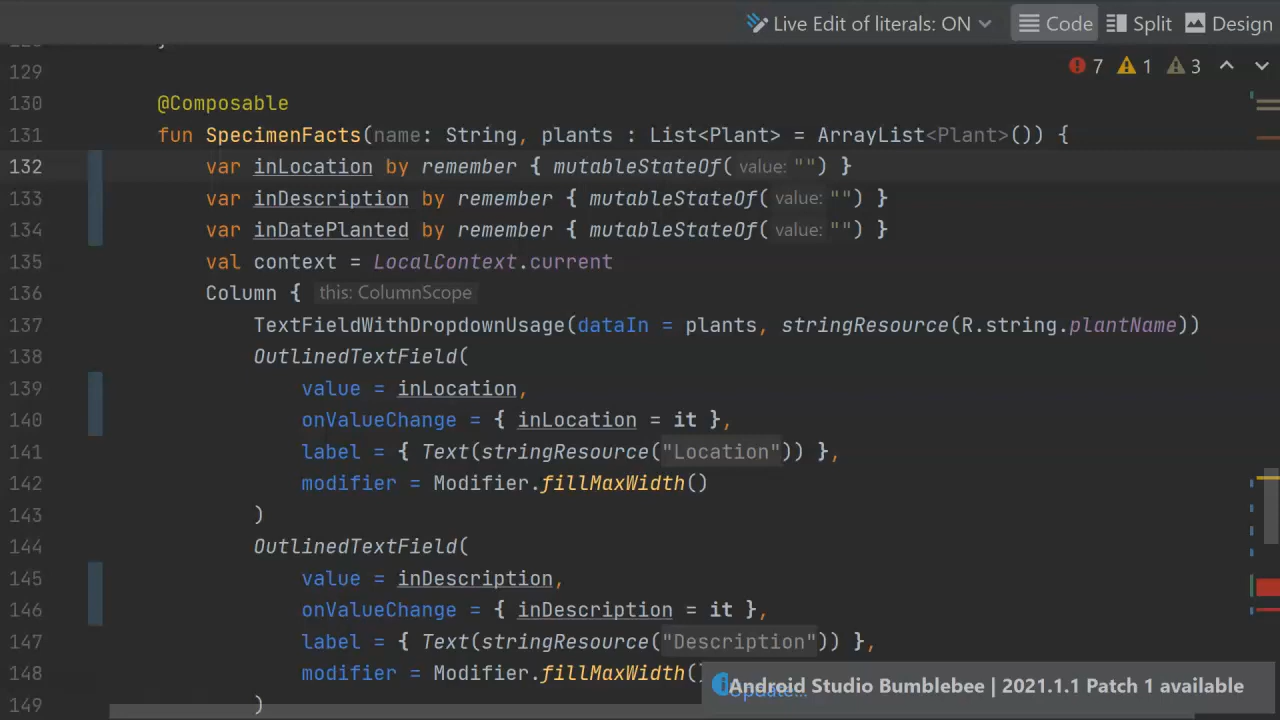 Live Edit of literals: ON Code Split Design
7 1 3
129
130 @Composable
131 fun SpecimenFacts(name: String, plants : List<Plant> = ArrayList<Plant>()) {
132 var inLocation by remember { mutableStateOf( value: "") }
133 var inDescription by remember { mutableStateOf( value: "") }
134 var inDatePlanted by remember { mutableStateOf( value: "") }
135 val context = LocalContext.current
136 Column { this: ColumnScope
137 TextFieldWithDropdownUsage(dataIn = plants, stringResource(R.string.plantName))
138 OutlinedTextField(
139 value = inLocation,
140 onValueChange = { inLocation = it },
141 label = { Text(stringResource("Location")) },
142 modifier = Modifier.fillMaxWidth()
143 )
144 OutlinedTextField(
145 value = inDescription,
146 onValueChange = { inDescription = it },
147 label = { Text(stringResource("Description")) },
148 modifier = Modifier.fillMaxWidth()
Android Studio Bumblebee | 2021.1.1 Patch 1 available
Update...
149 )